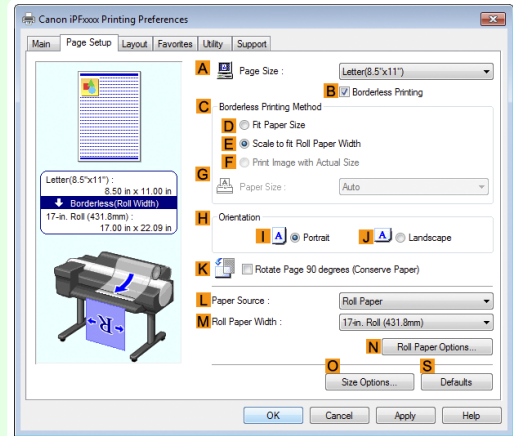 Canon iPFxxxx Printing Preferences
Main Page Setup Layout Favorites Utility Support
A Page Size : Letter(8.5"x11")
B Borderless Printing
C Borderless Printing Method
D Fit Paper Size
E Scale to fit Roll Paper Width
F Print Image with Actual Size
G Paper Size : Auto
Letter(8.5"x11") :
8.50 in x 11.00 in
Borderless(Roll Width)
17-in. Roll (431.8mm) :
17.00 in x 22.09 in
H Orientation
I A Portrait J A Landscape
K Rotate Page 90 degrees (Conserve Paper)
L Paper Source : Roll Paper
M Roll Paper Width : 17-in. Roll (431.8mm)
R
N Roll Paper Options...
O S
Size Options... Defaults
OK Cancel Apply Help